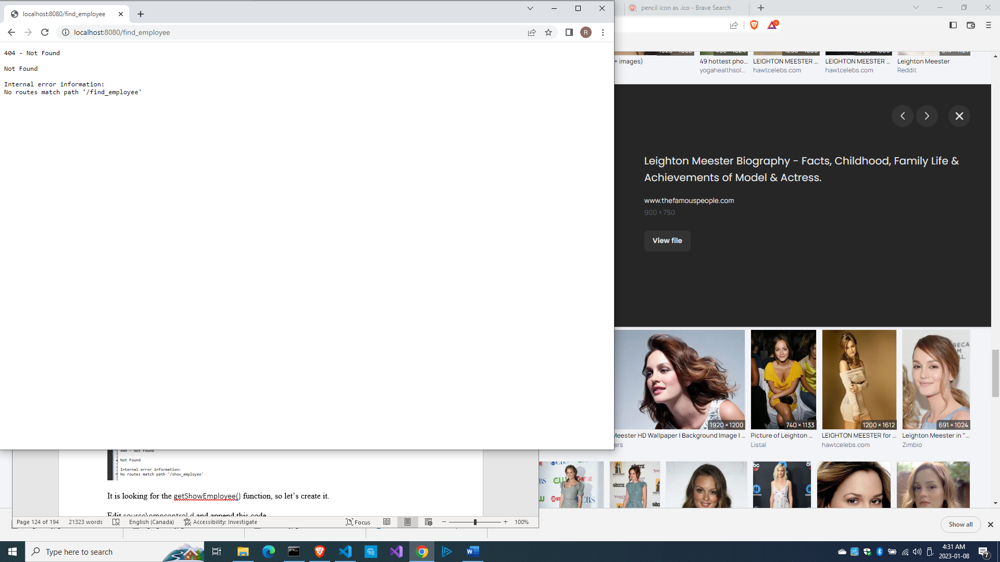 localhost:8080/find_employee
pencil icon as .ico - Brave Search
localhost:8080/find_employee
R
1
404 - Not Found
Not Found
Internal error information:
No routes match path '/find_employee'
+ images)
49 hottest pho...
LEIGHTON MEESTER ...
LEIGHTON MEESTER ...
Leighton Meester
yogahealthsol...
hawtcelebs.com
hawtcelebs.com
Reddit
Leighton Meester Biography - Facts, Childhood, Family Life &
Achievements of Model & Actress.
www.thefamouspeople.com
900 × 750
View file
1920 × 1200
740 × 1133
1200 × 1612
691 × 1024
Meester HD Wallpaper | Background Image | ...
Picture of Leighton ...
LEIGHTON MEESTER for ...
Leighton Meester in "...
ers
Listal
hawtcelebs.com
Zimbio
404 - Not Found
Not Found
Internal error information:
No routes match path '/show_employee'
It is looking for the getShowEmployee() function, so let's create it.
Edit source\empcontrol.d and append this code
Page 124 of 194
21323 words
English (Canada)
Accessibility: Investigate
Focus
100%
Show all
Type here to search
4:31 AM
2023-01-08
7